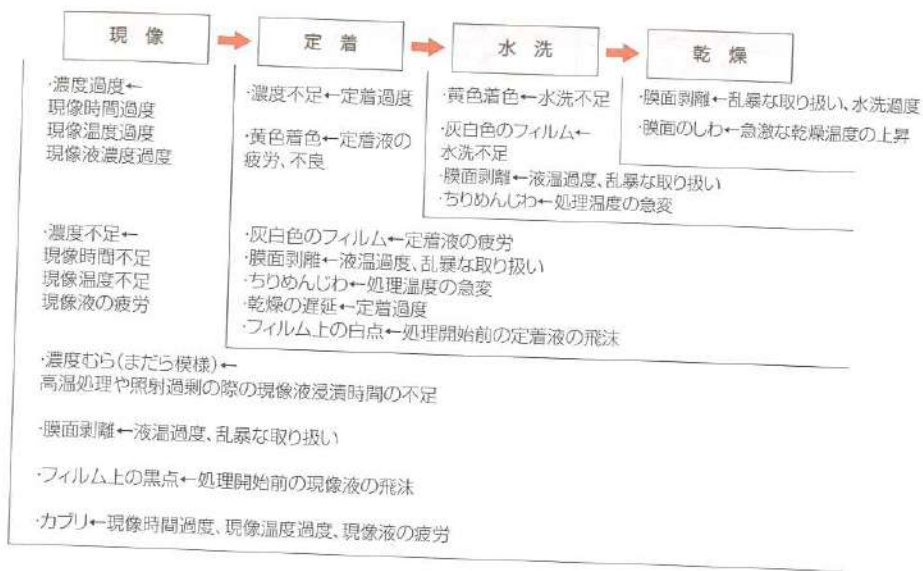 現像
定着
水洗
乾燥
·濃度過度←
現像時間過度
現像温度過度
現像液濃度過度
·濃度不足←
現像時間不足
現像温度不足
現像液の疲労
·濃度むら(まだら模様)←
高温処理や照射過剰の際の現像液浸漬時間の不足
·膜面剥離←液温過度、乱暴な取り扱い
·フィルム上の黒点←処理開始前の現像液の飛沫
·カブリ←現像時間過度、現像温度過度、現像液の疲労
·濃度不足←定着過度
·黄色着色←定着液の
疲労、不良
·灰白色のフィルム←定着液の疲労
·膜面剥離←液温過度、乱暴な取り扱い
·ちりめんじわ←処理温度の急変
·乾燥の遅延←定着過度
·フィルム上の白点←処理開始前の定着液の飛沫
·黄色着色←水洗不足
·灰白色のフィルム←
水洗不足
·膜面剥離←液温過度、乱暴な取り扱い
·ちりめんじわ←処理温度の急変
·膜面剥離←乱暴な取り扱い、水洗過度
·膜面のしわ←急激な乾燥温度の上昇